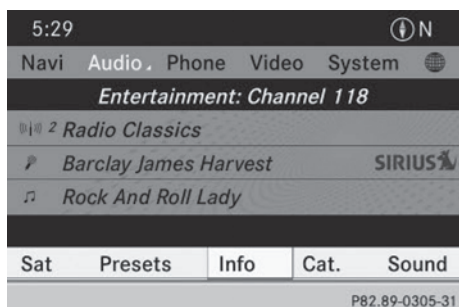 5:29 N
Navi Audio Phone Video System
Entertainment: Channel 118
2 Radio Classics
Barclay James Harvest SIRIUS
Rock And Roll Lady
Sat Presets Info Cat. Sound
P82.89-0305-31